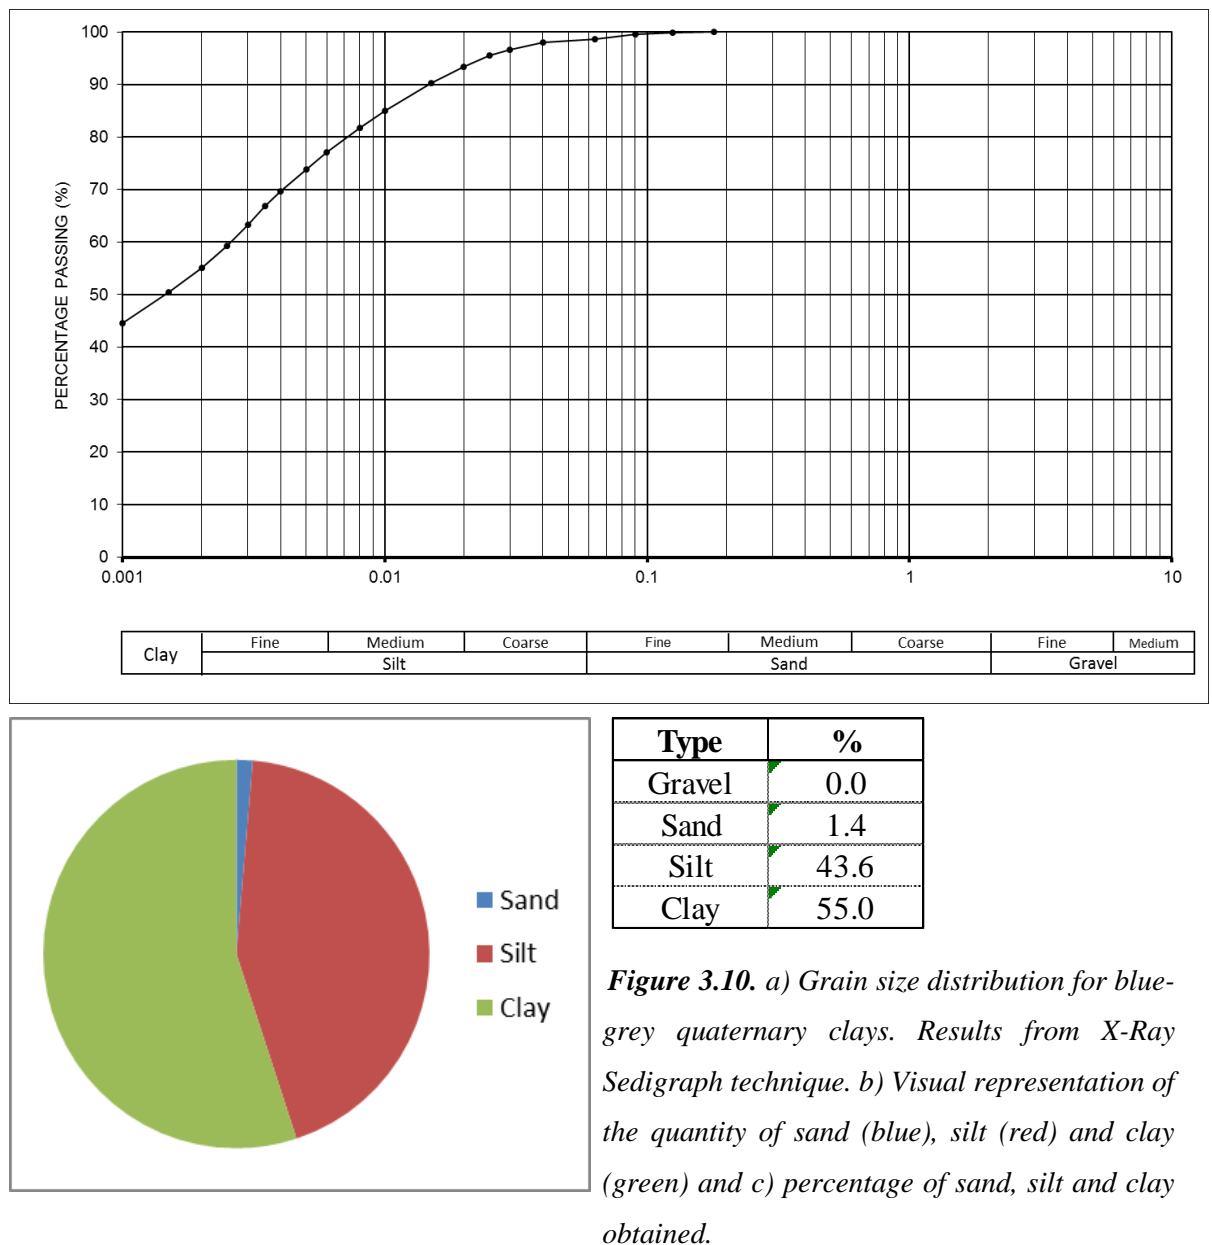 100
90
80
70
60
50
40
30
20
10
0
PERCENTAGE PASSING (%)
0.001 0.01 0.1 1 10
Clay Fine Medium Coarse Fine Medium Coarse Fine Medium
Silt Sand Gravel
Sand
Silt
Clay
Type %
Gravel 0.0
Sand 1.4
Silt 43.6
Clay 55.0
Figure 3.10. a) Grain size distribution for blue-
grey quaternary clays. Results from X-Ray
Sedigraph technique. b) Visual representation of
the quantity of sand (blue), silt (red) and clay
(green) and c) percentage of sand, silt and clay
obtained.